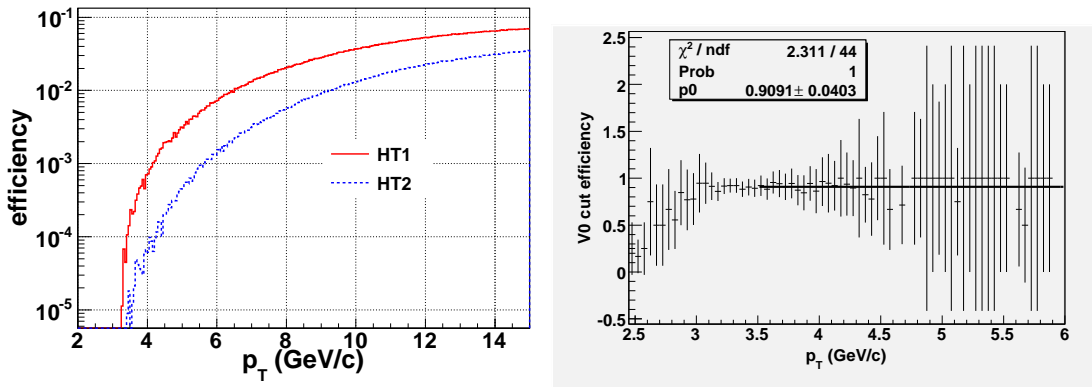 10⁻¹
10⁻²
10⁻³
10⁻⁴
10⁻⁵
efficiency
HT1
HT2
2 4 6 8 10 12 14
p_T (GeV/c)
χ² / ndf 2.311 / 44
Prob 1
p0 0.9091 ± 0.0403
2.5
2
1.5
1
0.5
0
-0.5
V0 cut efficiency
2.5 3 3.5 4 4.5 5 5.5 6
p_T (GeV/c)